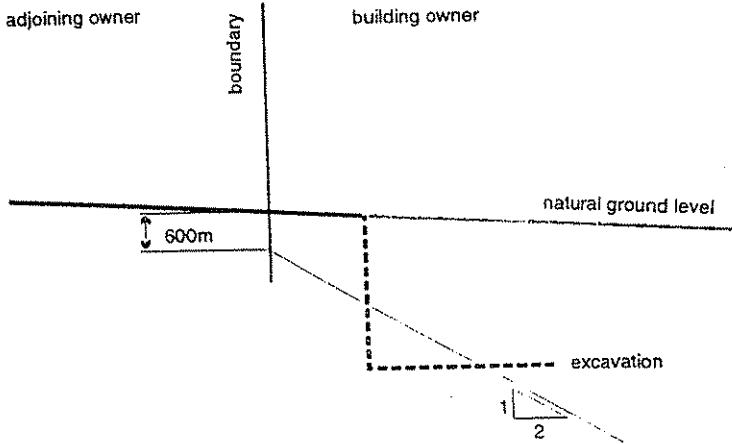 adjoining owner
building owner
boundary
natural ground level
600m
excavation
1
2